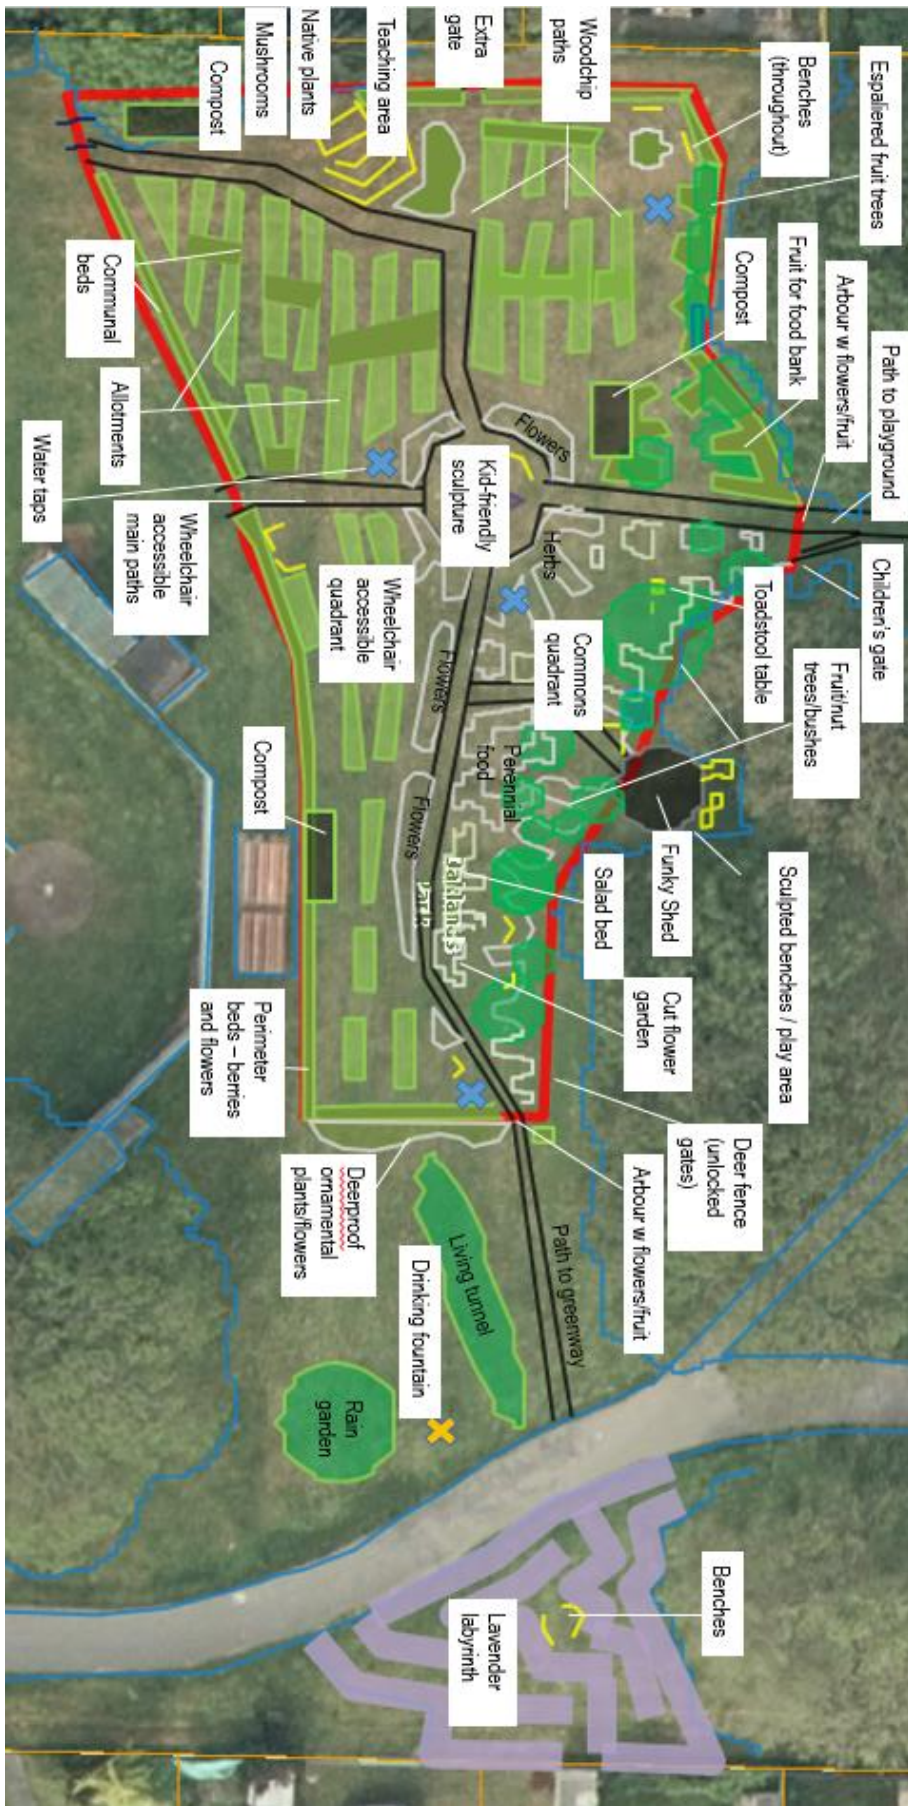 Espaliered fruit trees
Benches
(throughout)
Woodchip
paths
Extra
gate
Teaching area
Native plants
Mushrooms
Compost
Fruit for food bank
Arbour w flowers/fruit
Path to playground
Compost
Communal
beds
Allotments
Water taps
Flowers
Kid-friendly
sculpture
Herbs
Wheelchair
accessible
main paths
Wheelchair
accessible
quadrant
Children's gate
Toadstool table
Fruit/nut
trees/bushes
Commons
quadrant
Flowers
Perennial
food
Flowers
Compost
Oaklands
Park
Funky Shed
Sculpted benches / play area
Salad bed
Cut flower
garden
Perimeter
beds – berries
and flowers
Deer fence
(unlocked
gates)
Arbour w flowers/fruit
Deerproof
ornamental
plants/flowers
Path to greenway
Living tunnel
Drinking fountain
Rain
garden
Benches
Lavender
labyrinth